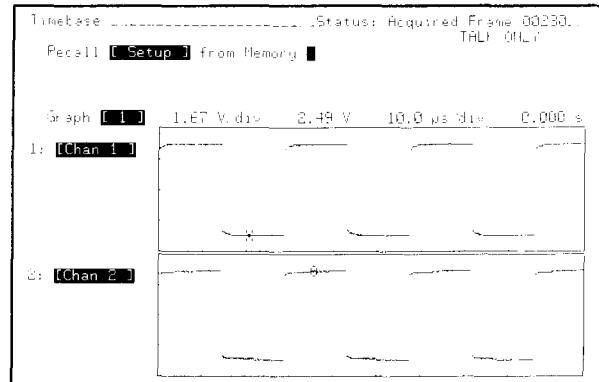 Timebase Status: Acquired Frame 00230
TALK ONLY
Recall [ Setup ] from Memory
Graph [ 1 ] 1.67 V/div 2.49 V 10.0 µs/div 0.000 s
1: [Chan 1 ]
2: [Chan 2 ]